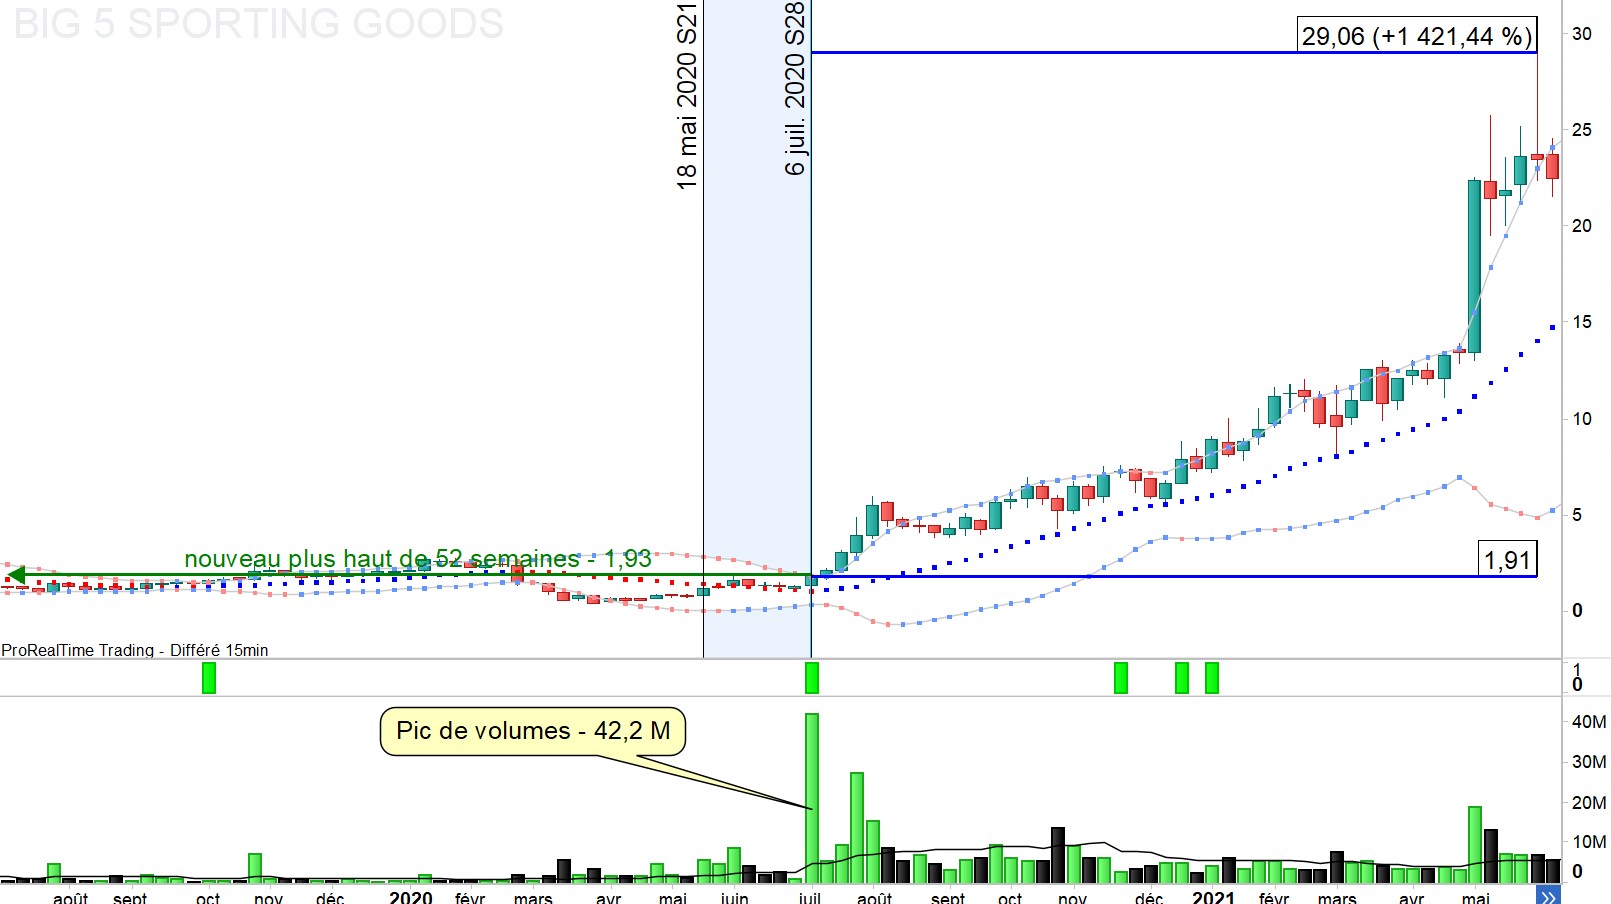 BIG 5 SPORTING GOODS
18 mai 2020 S21
6 juil. 2020 S28
29,06 (+1 421,44 %)
30
25
20
15
10
5
0
nouveau plus haut de 52 semaines - 1,93
1,91
ProRealTime Trading - Différé 15min
1
0
Pic de volumes - 42,2 M
40M
30M
20M
10M
0
août sept oct nov déc 2020 févr mars avr mai juin juil août sept oct nov déc 2021 févr mars avr mai